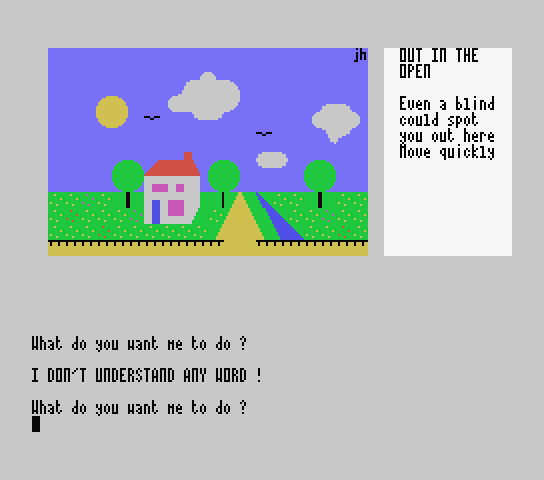 jh
OUT IN THE
OPEN
Even a blind
could spot
you out here
Move quickly
What do you want me to do ?
I DON'T UNDERSTAND ANY WORD !
What do you want me to do ?